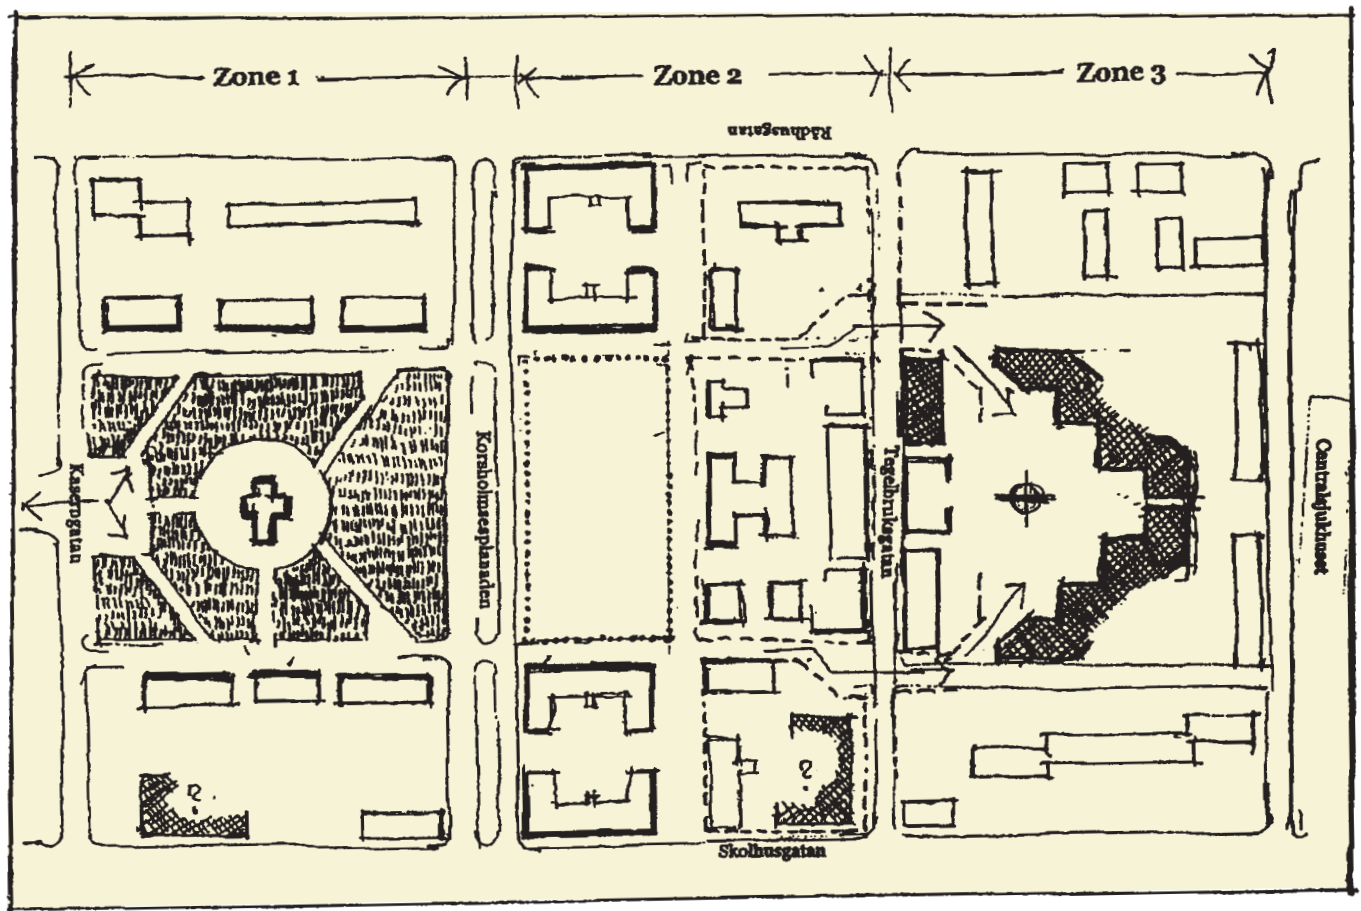 Zone 1
Zone 2
Zone 3
Rådhusgatan
Kaserngatan
Korsholmsesplanaden
Tegelbruksgatan
Centralsjukhuset
?
?
Skolhusgatan